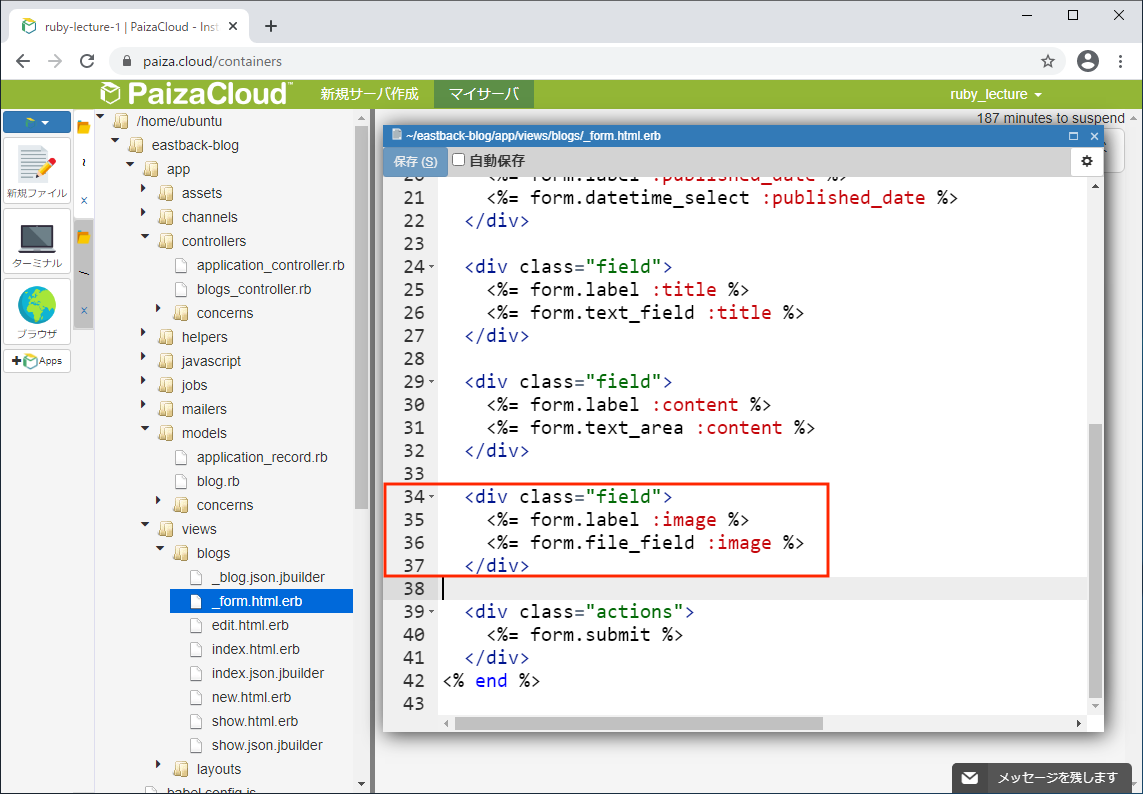 ruby-lecture-1 | PaizaCloud - Inst
paiza.cloud/containers
PaizaCloud™ 新規サーバ作成 マイサーバ ruby_lecture
187 minutes to suspend
新規ファイル
ターミナル
ブラウザ
Apps
~
x
/
x
/home/ubuntu
eastback-blog
app
assets
channels
controllers
application_controller.rb
blogs_controller.rb
concerns
helpers
javascript
jobs
mailers
models
application_record.rb
blog.rb
concerns
views
blogs
_blog.json.jbuilder
_form.html.erb
edit.html.erb
index.html.erb
index.json.jbuilder
new.html.erb
show.html.erb
show.json.jbuilder
layouts
babel.config.js
~/eastback-blog/app/views/blogs/_form.html.erb
保存 (S) 自動保存
20 <%= form.label :published_date %>
21 <%= form.datetime_select :published_date %>
22 </div>
23
24 <div class="field">
25 <%= form.label :title %>
26 <%= form.text_field :title %>
27 </div>
28
29 <div class="field">
30 <%= form.label :content %>
31 <%= form.text_area :content %>
32 </div>
33
34 <div class="field">
35 <%= form.label :image %>
36 <%= form.file_field :image %>
37 </div>
38
39 <div class="actions">
40 <%= form.submit %>
41 </div>
42 <% end %>
43
メッセージを残します